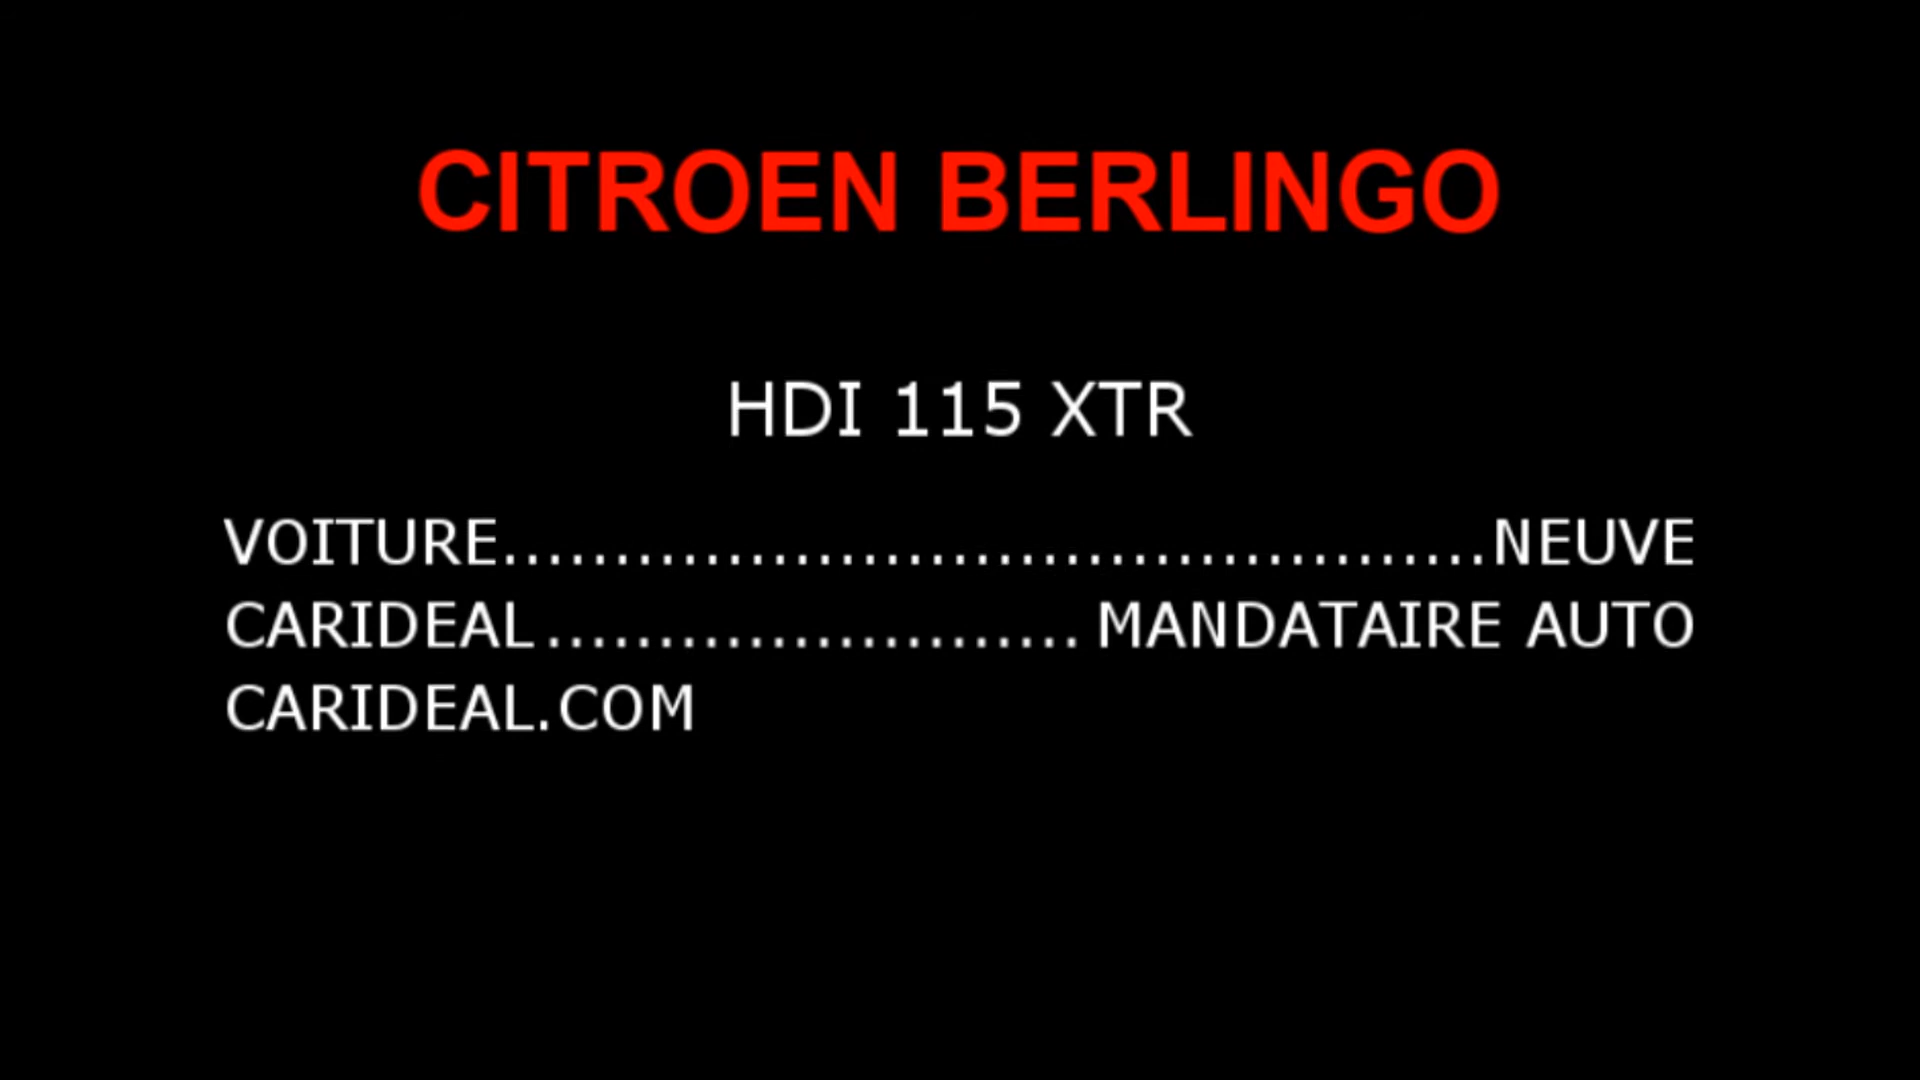 CITROEN BERLINGO
HDI 115 XTR
VOITURE............................................NEUVE
CARIDEAL........................ MANDATAIRE AUTO
CARIDEAL.COM